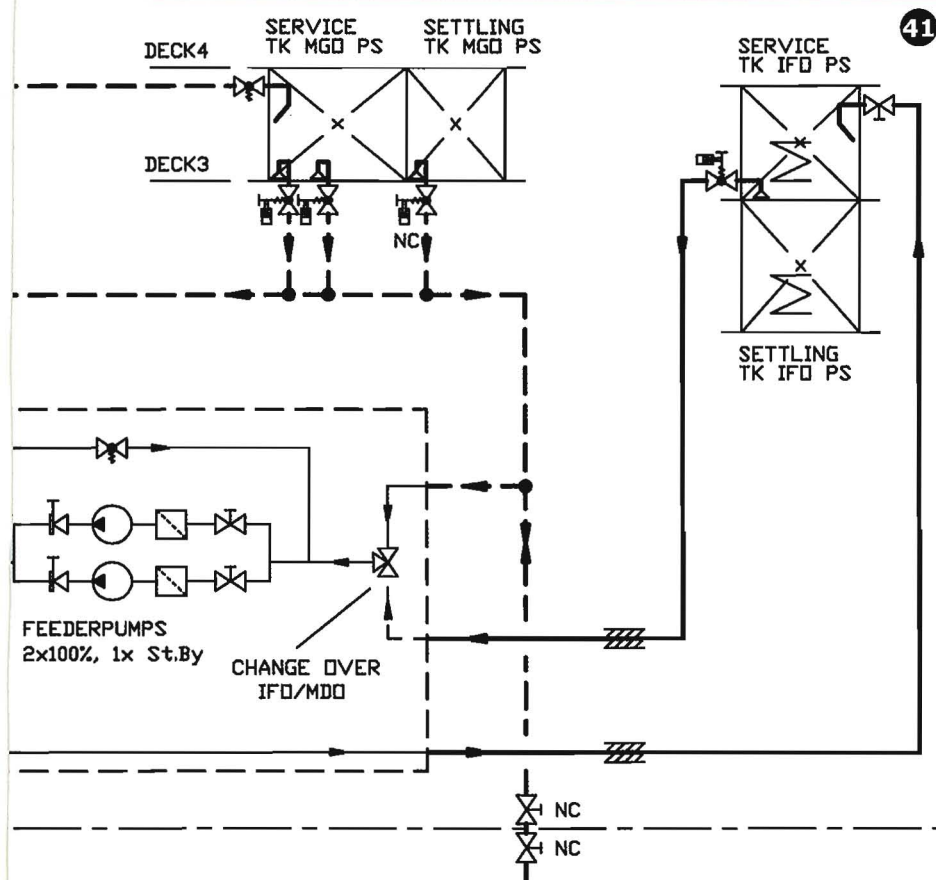 41
SERVICE
TK MGO PS
SETTLING
TK MGO PS
SERVICE
TK IFO PS
DECK4
DECK3
NC
SETTLING
TK IFO PS
FEEDERPUMPS
2x100%, 1x St.By
CHANGE OVER
IFO/MDO
NC
NC